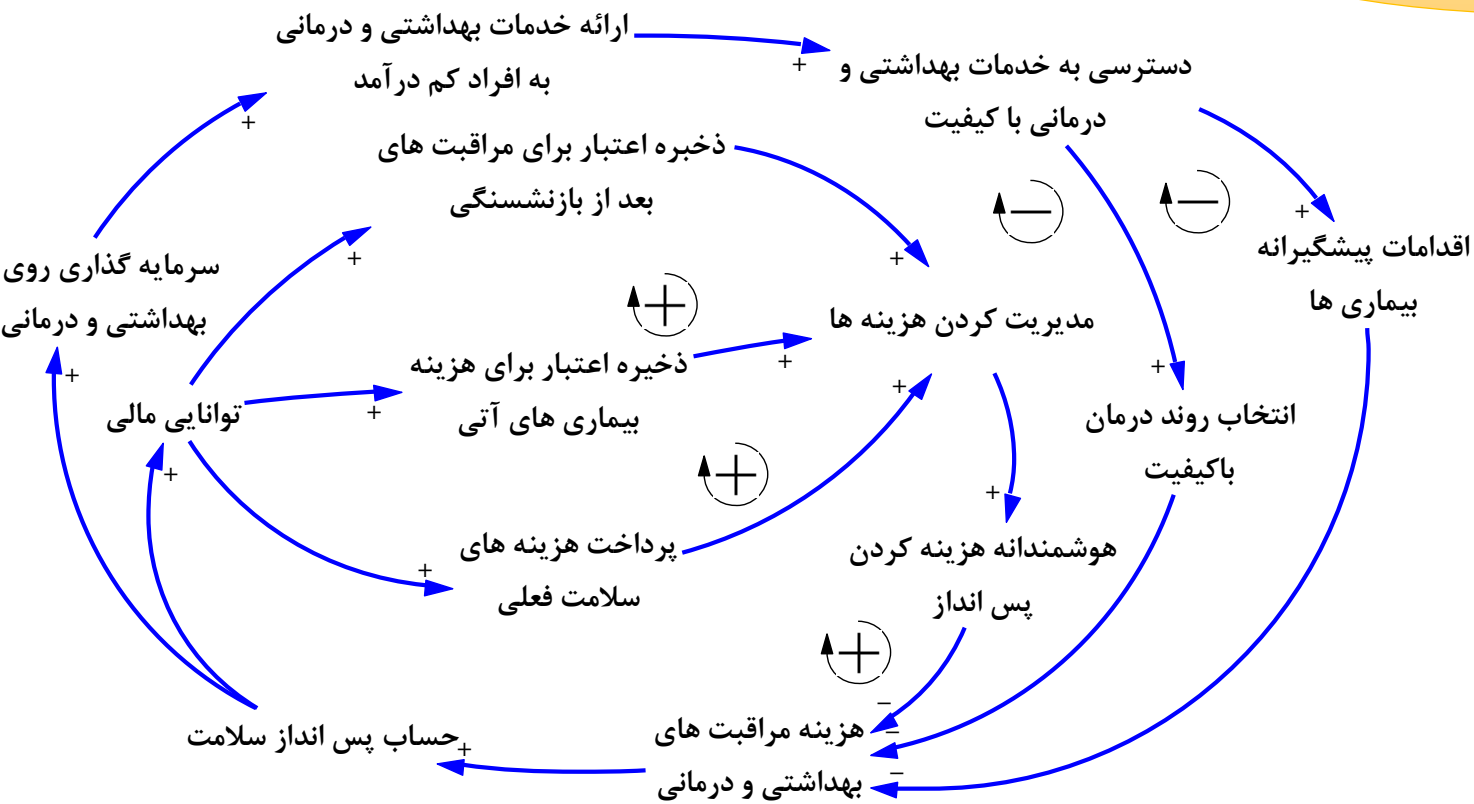 ارائه خدمات بهداشتی و درمانی
به افراد کم درآمد
+
دسترسی به خدمات بهداشتی و
درمانی با کیفیت
+
ذخبره اعتبار برای مراقبت های
بعد از بازنشسنگی
+
+
اقدامات پیشگیرانه
بیماری ها
+
سرمایه گذاری روی
بهداشتی و درمانی
+
مدیریت کردن هزینه ها
+
+
+
ذخیره اعتبار برای هزینه
بیماری های آتی
+
+
توانایی مالی
+
انتخاب روند درمان
باکیفیت
+
پرداخت هزینه های
سلامت فعلی
+
هوشمندانه هزینه کردن
پس انداز
+
هزینه مراقبت های
بهداشتی و درمانی
−
−
−
حساب پس انداز سلامت
+
−
−
+
+
+